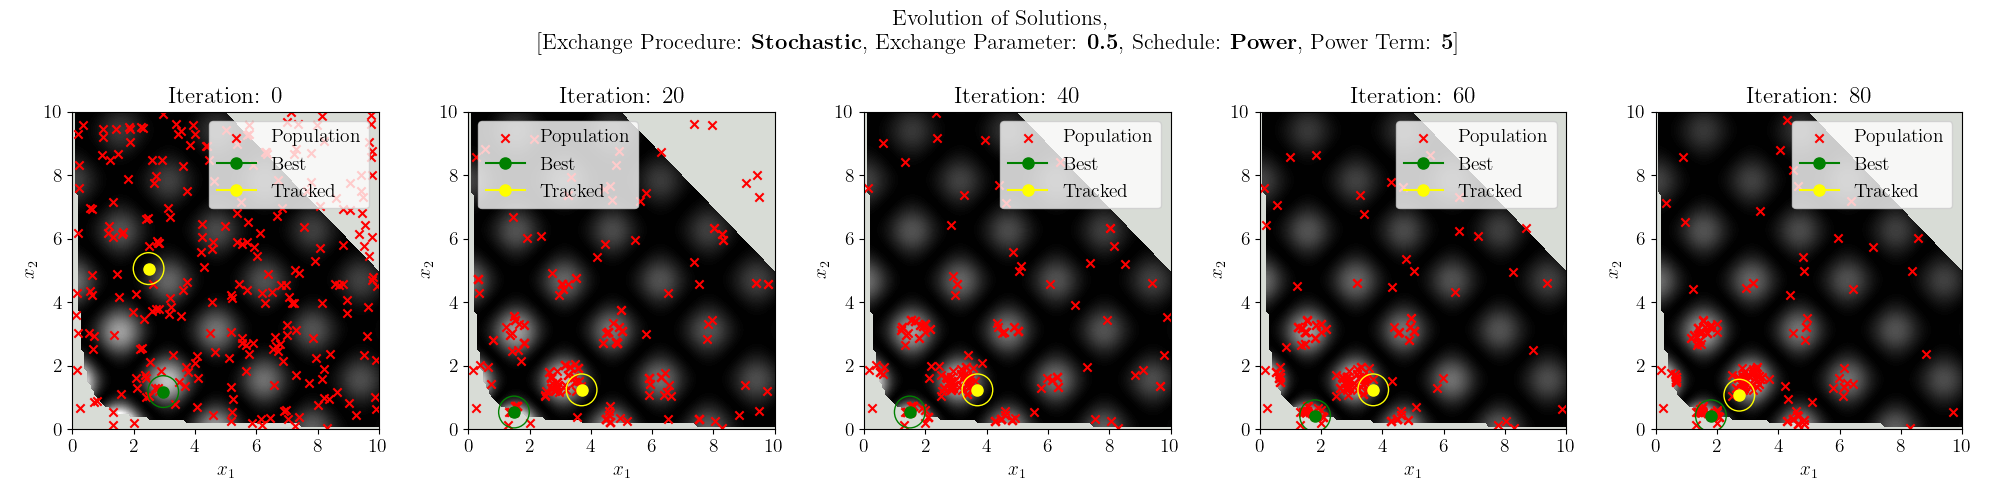 Evolution of Solutions,
[Exchange Procedure: Stochastic, Exchange Parameter: 0.5, Schedule: Power, Power Term: 5]
Iteration: 0
10
8
6
4
2
0
x2
Population
Best
Tracked
0 2 4 6 8 10
x1
Iteration: 20
10
8
6
4
2
0
x2
Population
Best
Tracked
0 2 4 6 8 10
x1
Iteration: 40
10
8
6
4
2
0
x2
Population
Best
Tracked
0 2 4 6 8 10
x1
Iteration: 60
10
8
6
4
2
0
x2
Population
Best
Tracked
0 2 4 6 8 10
x1
Iteration: 80
10
8
6
4
2
0
x2
Population
Best
Tracked
0 2 4 6 8 10
x1